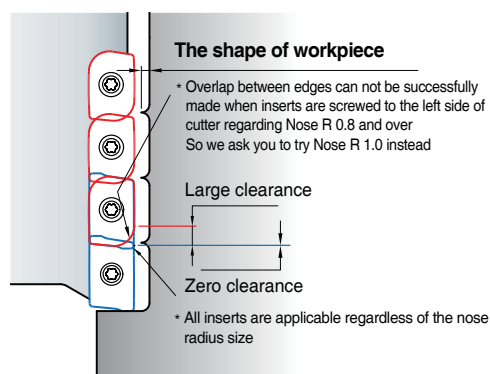 The shape of workpiece
* Overlap between edges can not be successfully
made when inserts are screwed to the left side of
cutter regarding Nose R 0.8 and over
So we ask you to try Nose R 1.0 instead
Large clearance
Zero clearance
* All inserts are applicable regardless of the nose
radius size